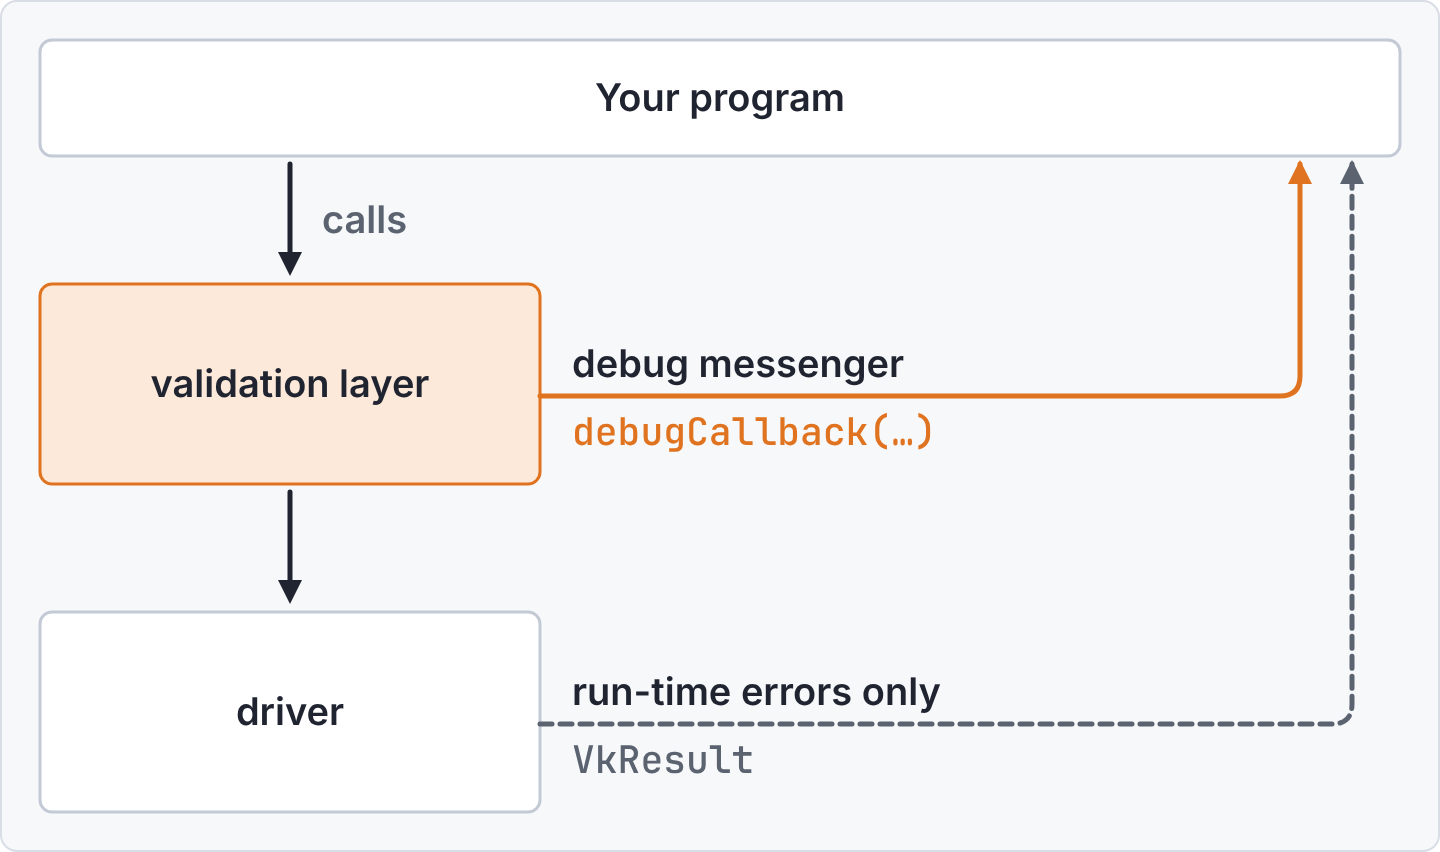 Your program
calls
validation layer
debug messenger
debugCallback(…)
driver
run-time errors only
VkResult